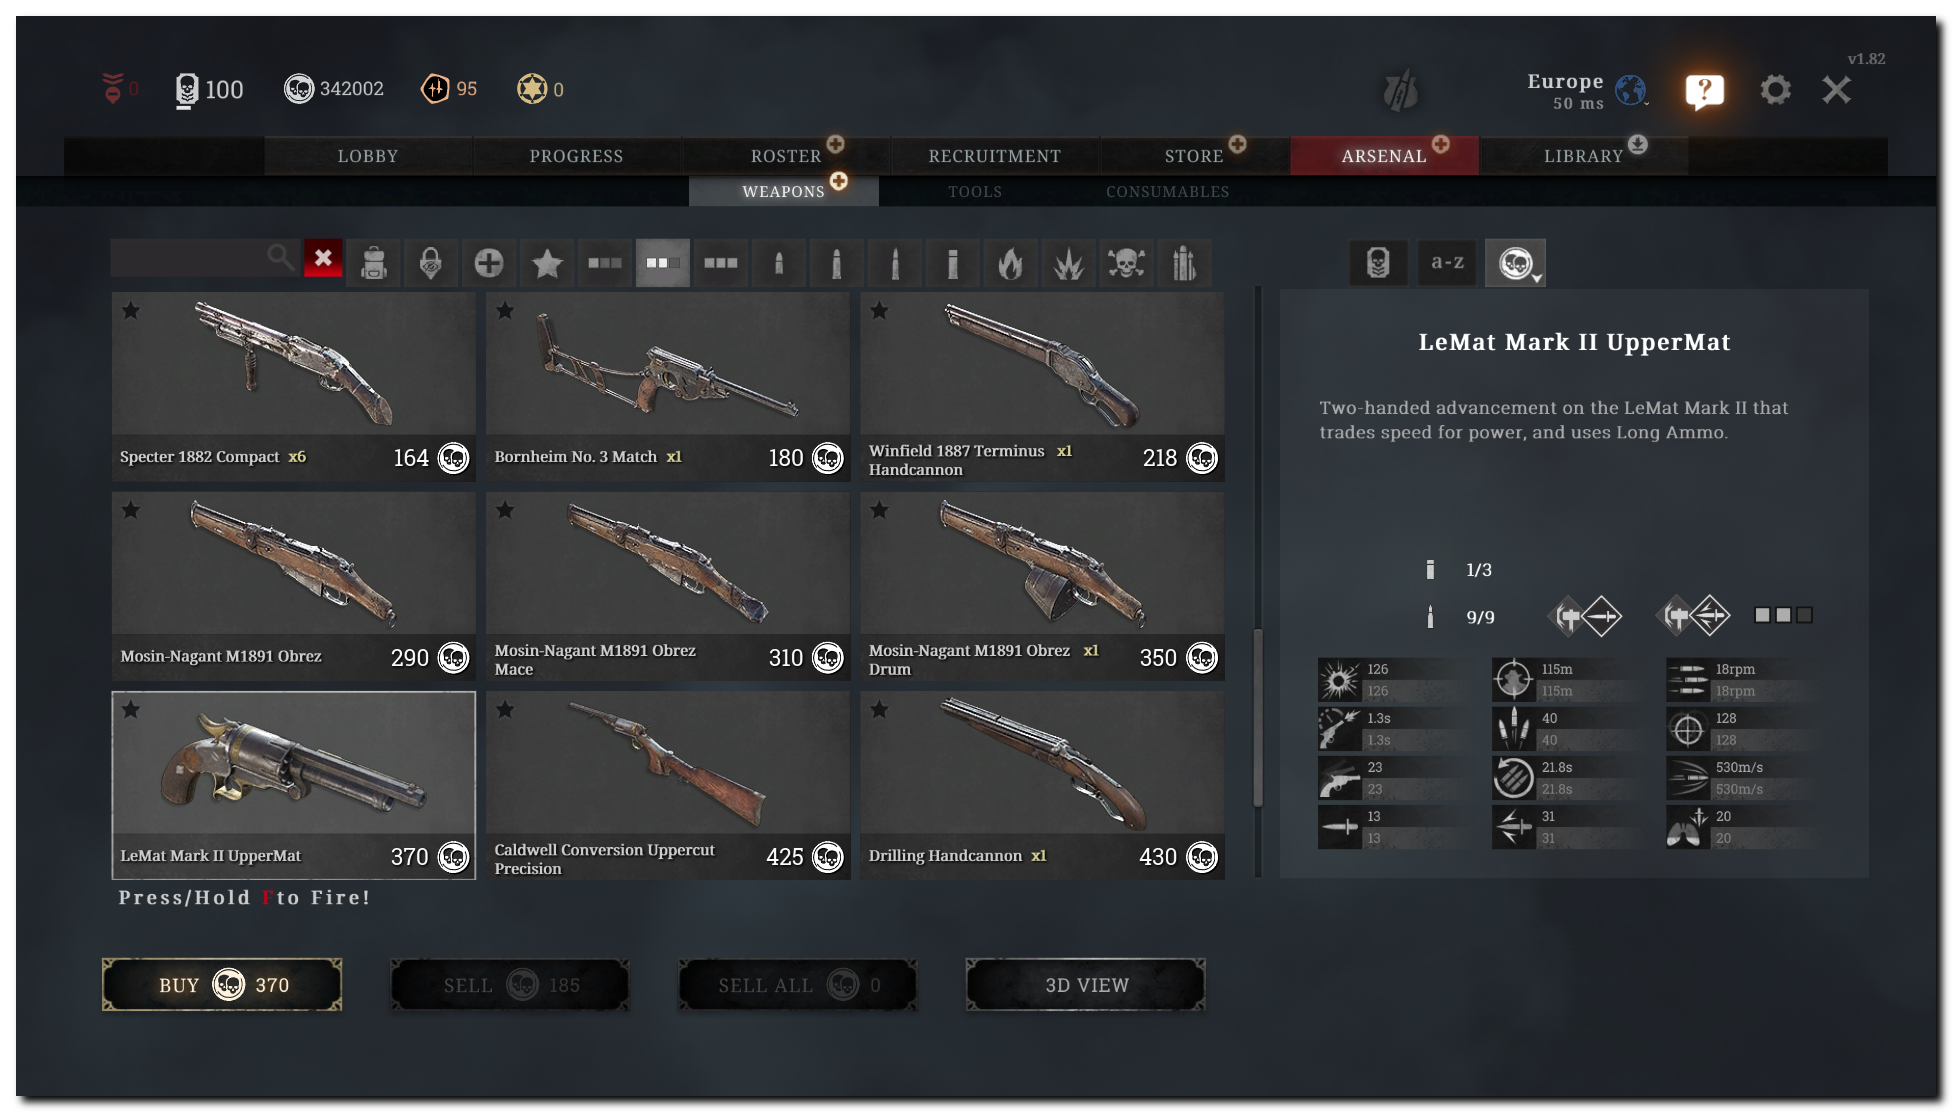 v1.82
0
100
342002
95
0
Europe
50 ms
?
LOBBY
PROGRESS
ROSTER
RECRUITMENT
STORE
ARSENAL
LIBRARY
WEAPONS
TOOLS
CONSUMABLES
a-z
Specter 1882 Compact x6
164
Bornheim No. 3 Match x1
180
Winfield 1887 Terminus x1
Handcannon
218
Mosin-Nagant M1891 Obrez
290
Mosin-Nagant M1891 Obrez
Mace
310
Mosin-Nagant M1891 Obrez x1
Drum
350
LeMat Mark II UpperMat
370
Caldwell Conversion Uppercut
Precision
425
Drilling Handcannon x1
430
Press/Hold F to Fire!
BUY 370
SELL 185
SELL ALL 0
3D VIEW
LeMat Mark II UpperMat
Two-handed advancement on the LeMat Mark II that
trades speed for power, and uses Long Ammo.
1/3
9/9
126
126
115m
115m
18rpm
18rpm
1.3s
1.3s
40
40
128
128
23
23
21.8s
21.8s
530m/s
530m/s
13
13
31
31
20
20